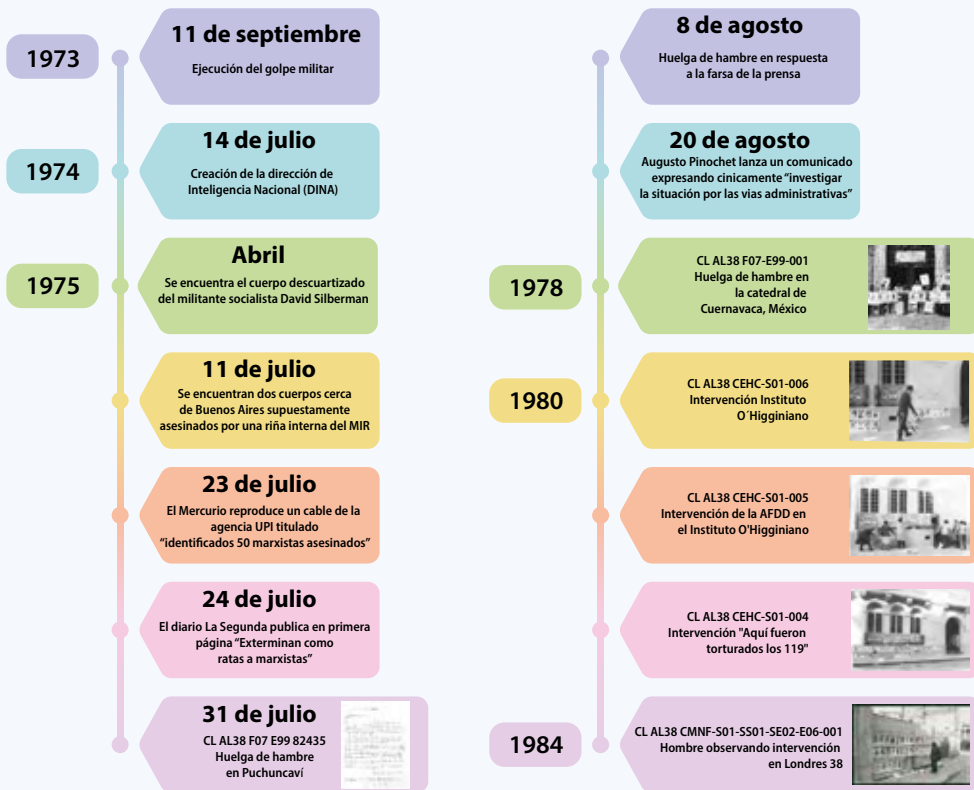 1973
11 de septiembre
Ejecución del golpe militar
1974
14 de julio
Creación de la dirección de
Inteligencia Nacional (DINA)
1975
Abril
Se encuentra el cuerpo descuartizado
del militante socialista David Silberman
11 de julio
Se encuentran dos cuerpos cerca
de Buenos Aires supuestamente
asesinados por una riña interna del MIR
23 de julio
El Mercurio reproduce un cable de la
agencia UPI titulado
“identificados 50 marxistas asesinados”
24 de julio
El diario La Segunda publica en primera
página “Exterminan como
ratas a marxistas”
31 de julio
CL AL38 F07 E99 82435
Huelga de hambre
en Puchuncaví
8 de agosto
Huelga de hambre en respuesta
a la farsa de la prensa
20 de agosto
Augusto Pinochet lanza un comunicado
expresando cinicamente “investigar
la situación por las vias administrativas”
1978
CL AL38 F07-E99-001
Huelga de hambre en
la catedral de
Cuernavaca, México
1980
CL AL38 CEHC-S01-006
Intervención Instituto
O´Higginiano
CL AL38 CEHC-S01-005
Intervención de la AFDD en
el Instituto O'Higginiano
CL AL38 CEHC-S01-004
Intervención "Aquí fueron
torturados los 119"
1984
CL AL38 CMNF-S01-SS01-SE02-E06-001
Hombre observando intervención
en Londres 38